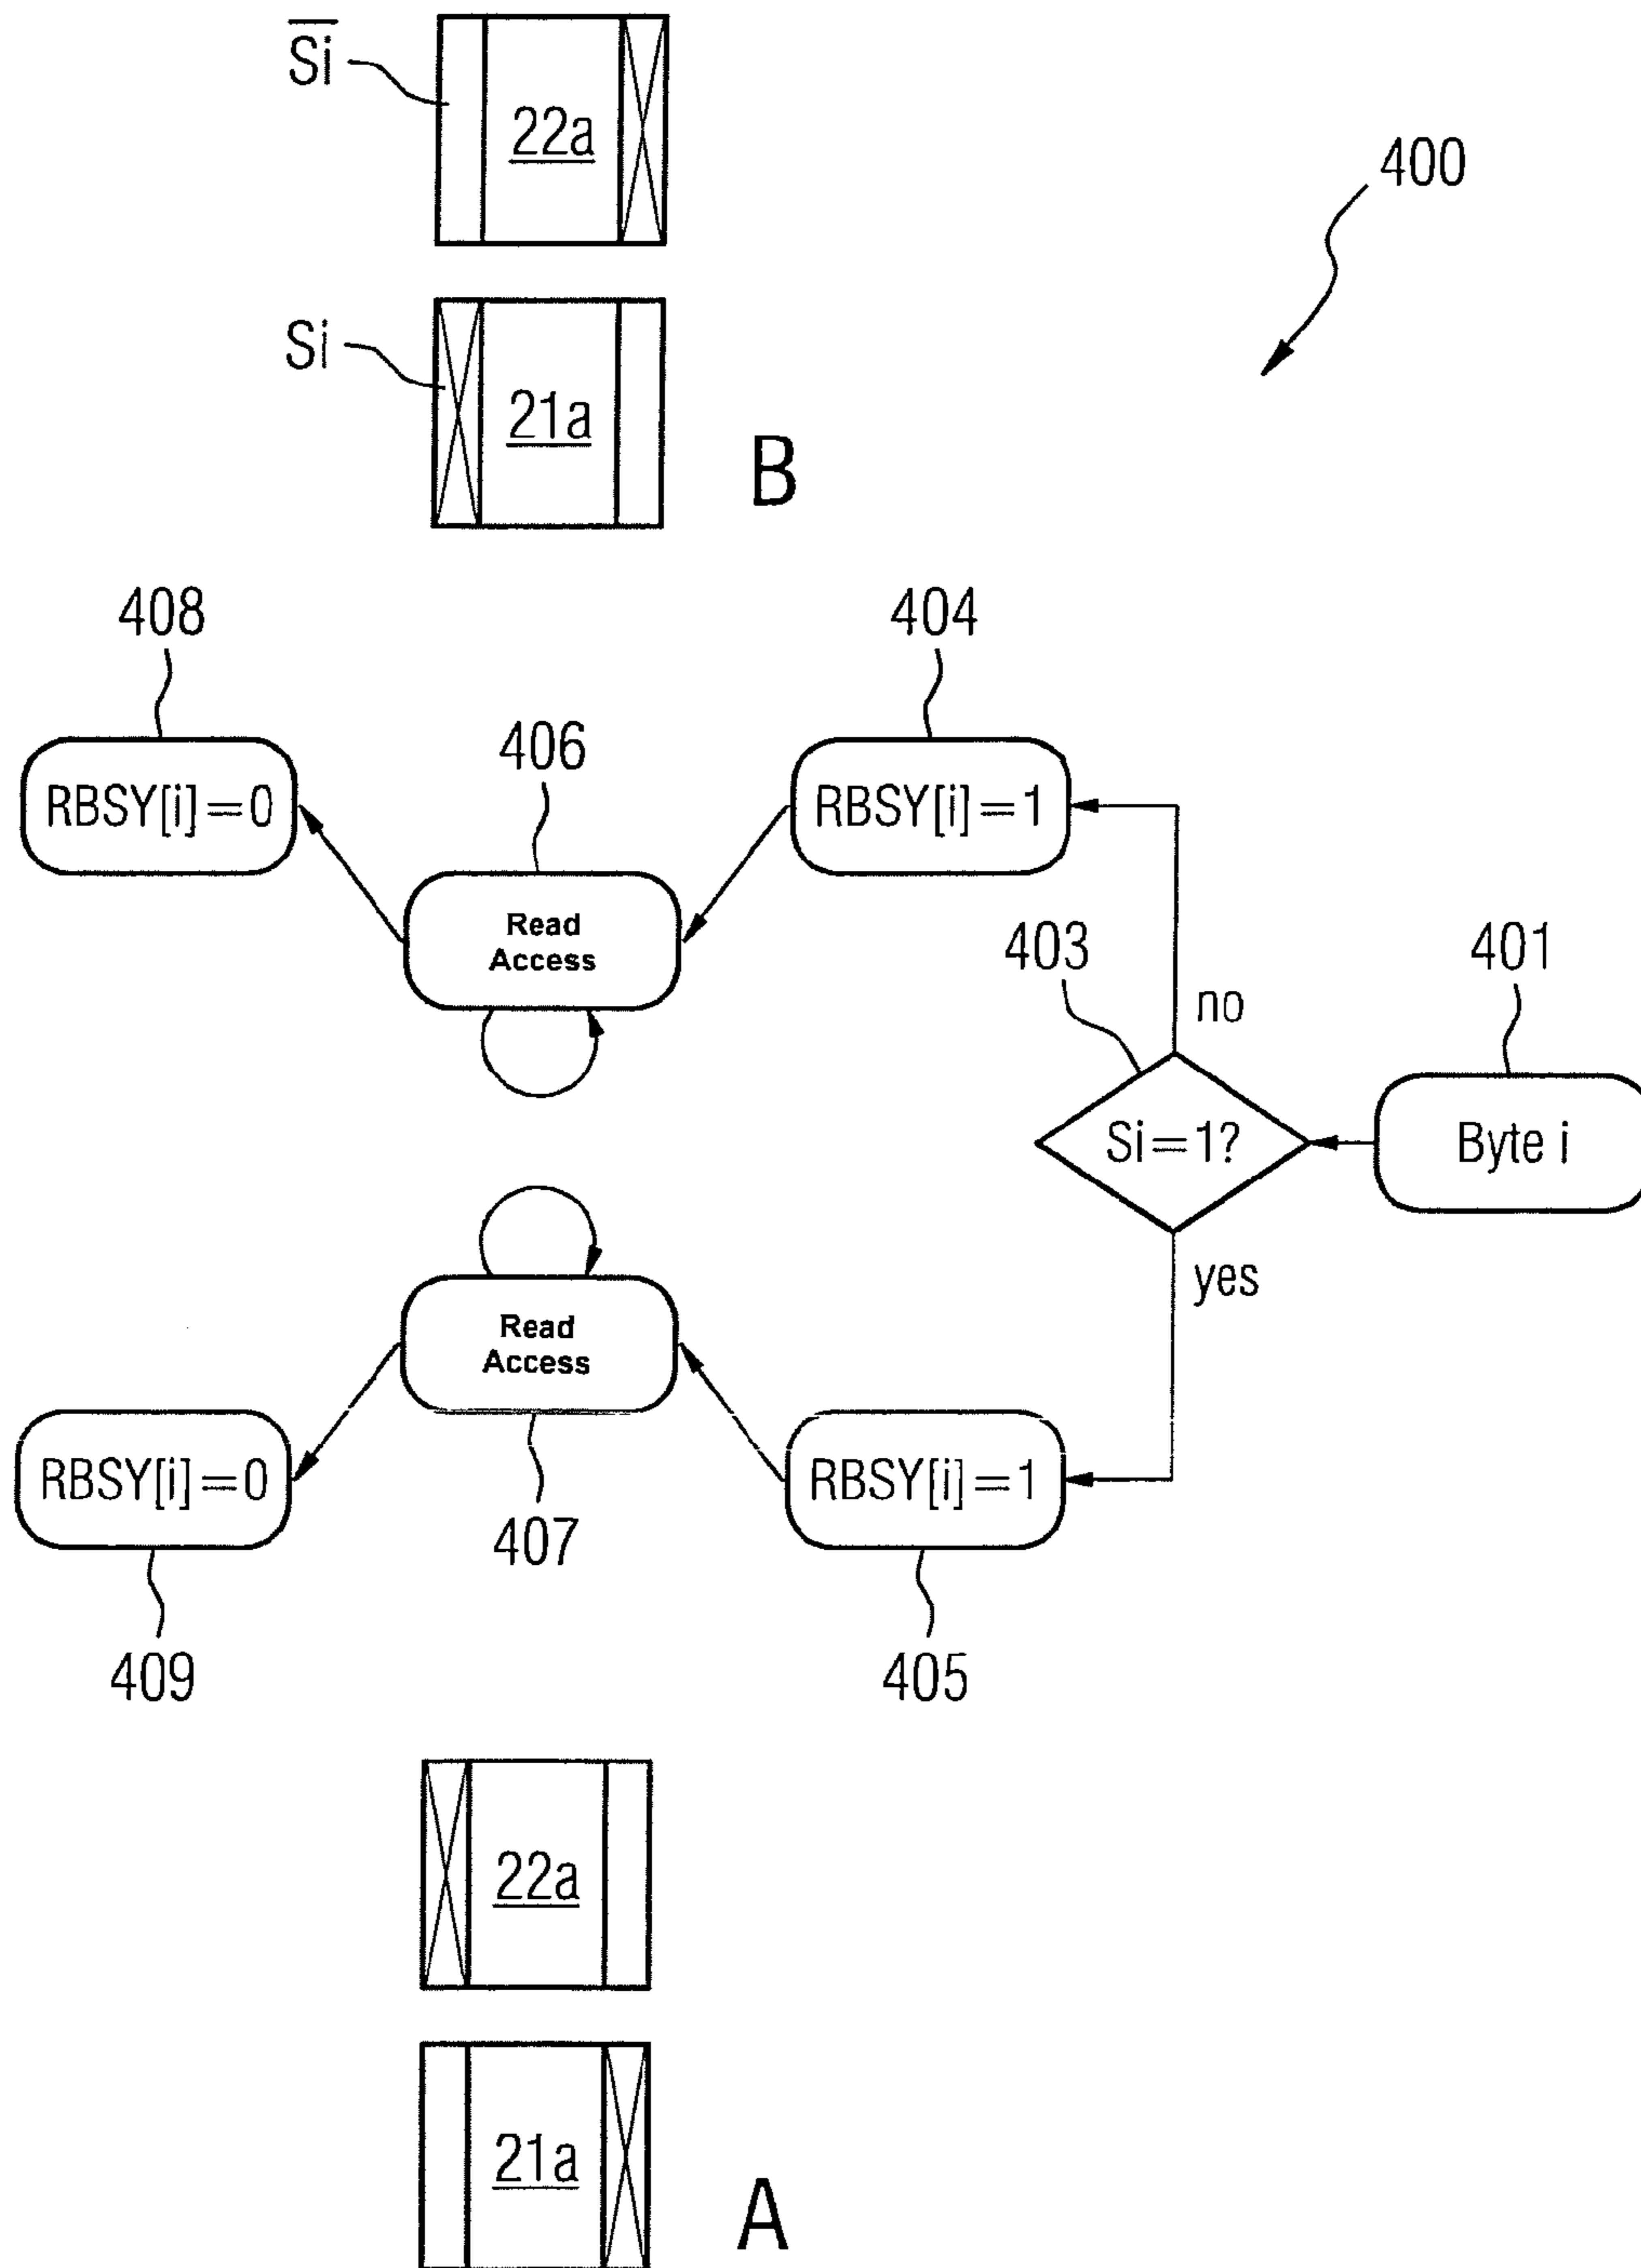 S̅i̅
22a
400
Si
21a
B
408
404
406
RBSY[i]=0
RBSY[i]=1
Read
Access
403
401
no
Si=1?
Byte i
yes
Read
Access
RBSY[i]=0
RBSY[i]=1
407
409
405
22a
21a
A